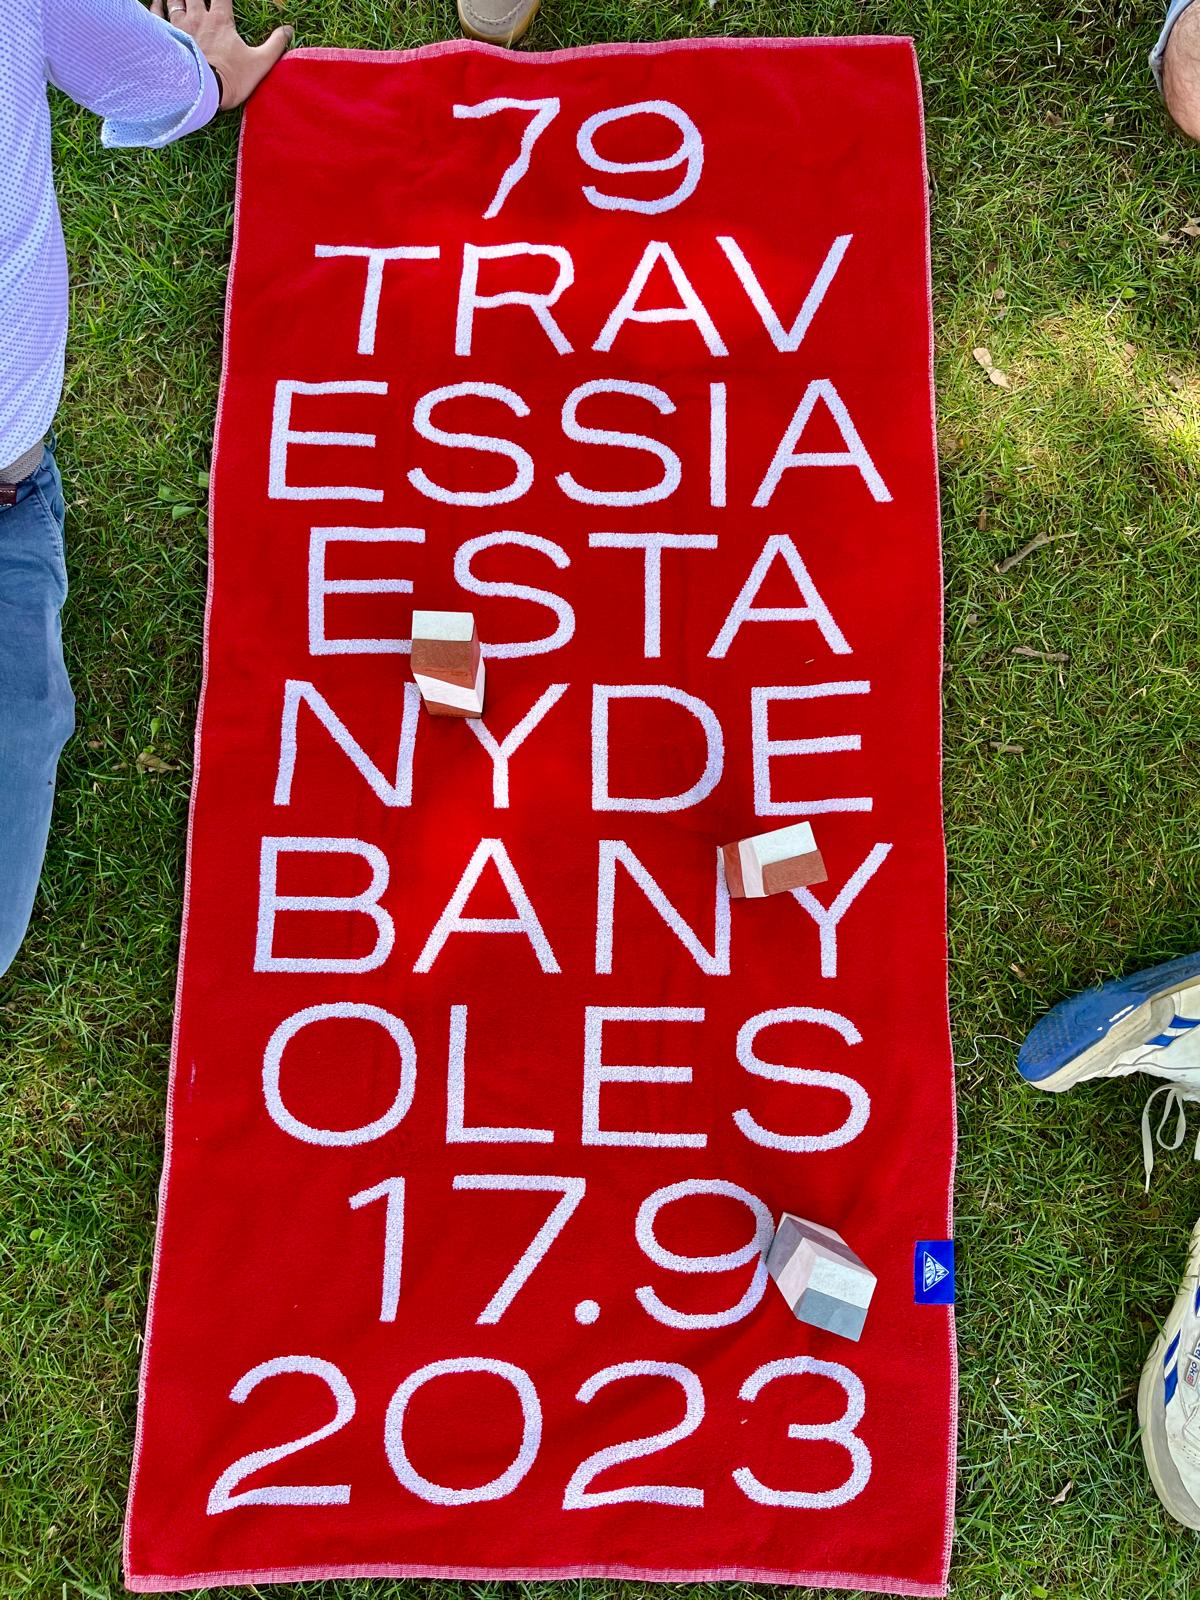 79
TRAV
ESSIA
ESTA
NYDE
BANY
OLES
17.9
2023